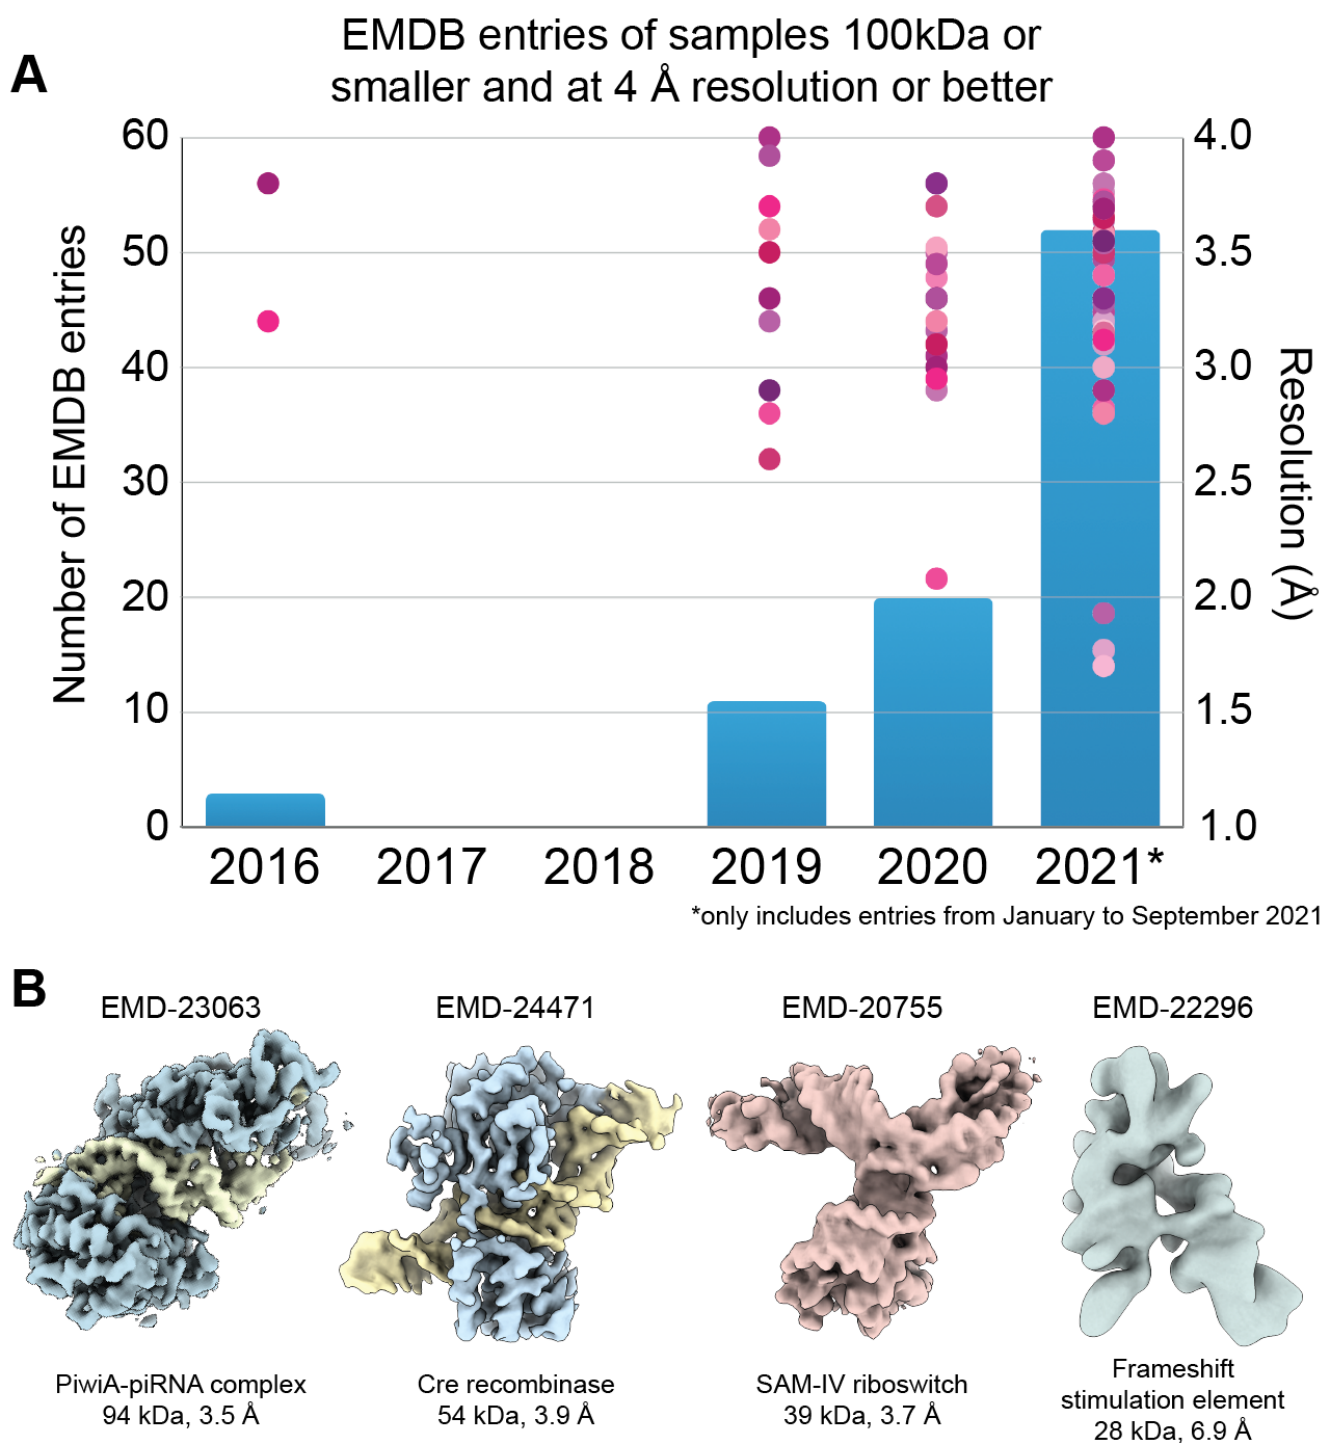 A
EMDB entries of samples 100kDa or
smaller and at 4 Å resolution or better
Number of EMDB entries
60
50
40
30
20
10
0
4.0
3.5
3.0
2.5
2.0
1.5
1.0
Resolution (Å)
2016 2017 2018 2019 2020 2021*
*only includes entries from January to September 2021
B
EMD-23063
EMD-24471
EMD-20755
EMD-22296
PiwiA-piRNA complex
94 kDa, 3.5 Å
Cre recombinase
54 kDa, 3.9 Å
SAM-IV riboswitch
39 kDa, 3.7 Å
Frameshift
stimulation element
28 kDa, 6.9 Å